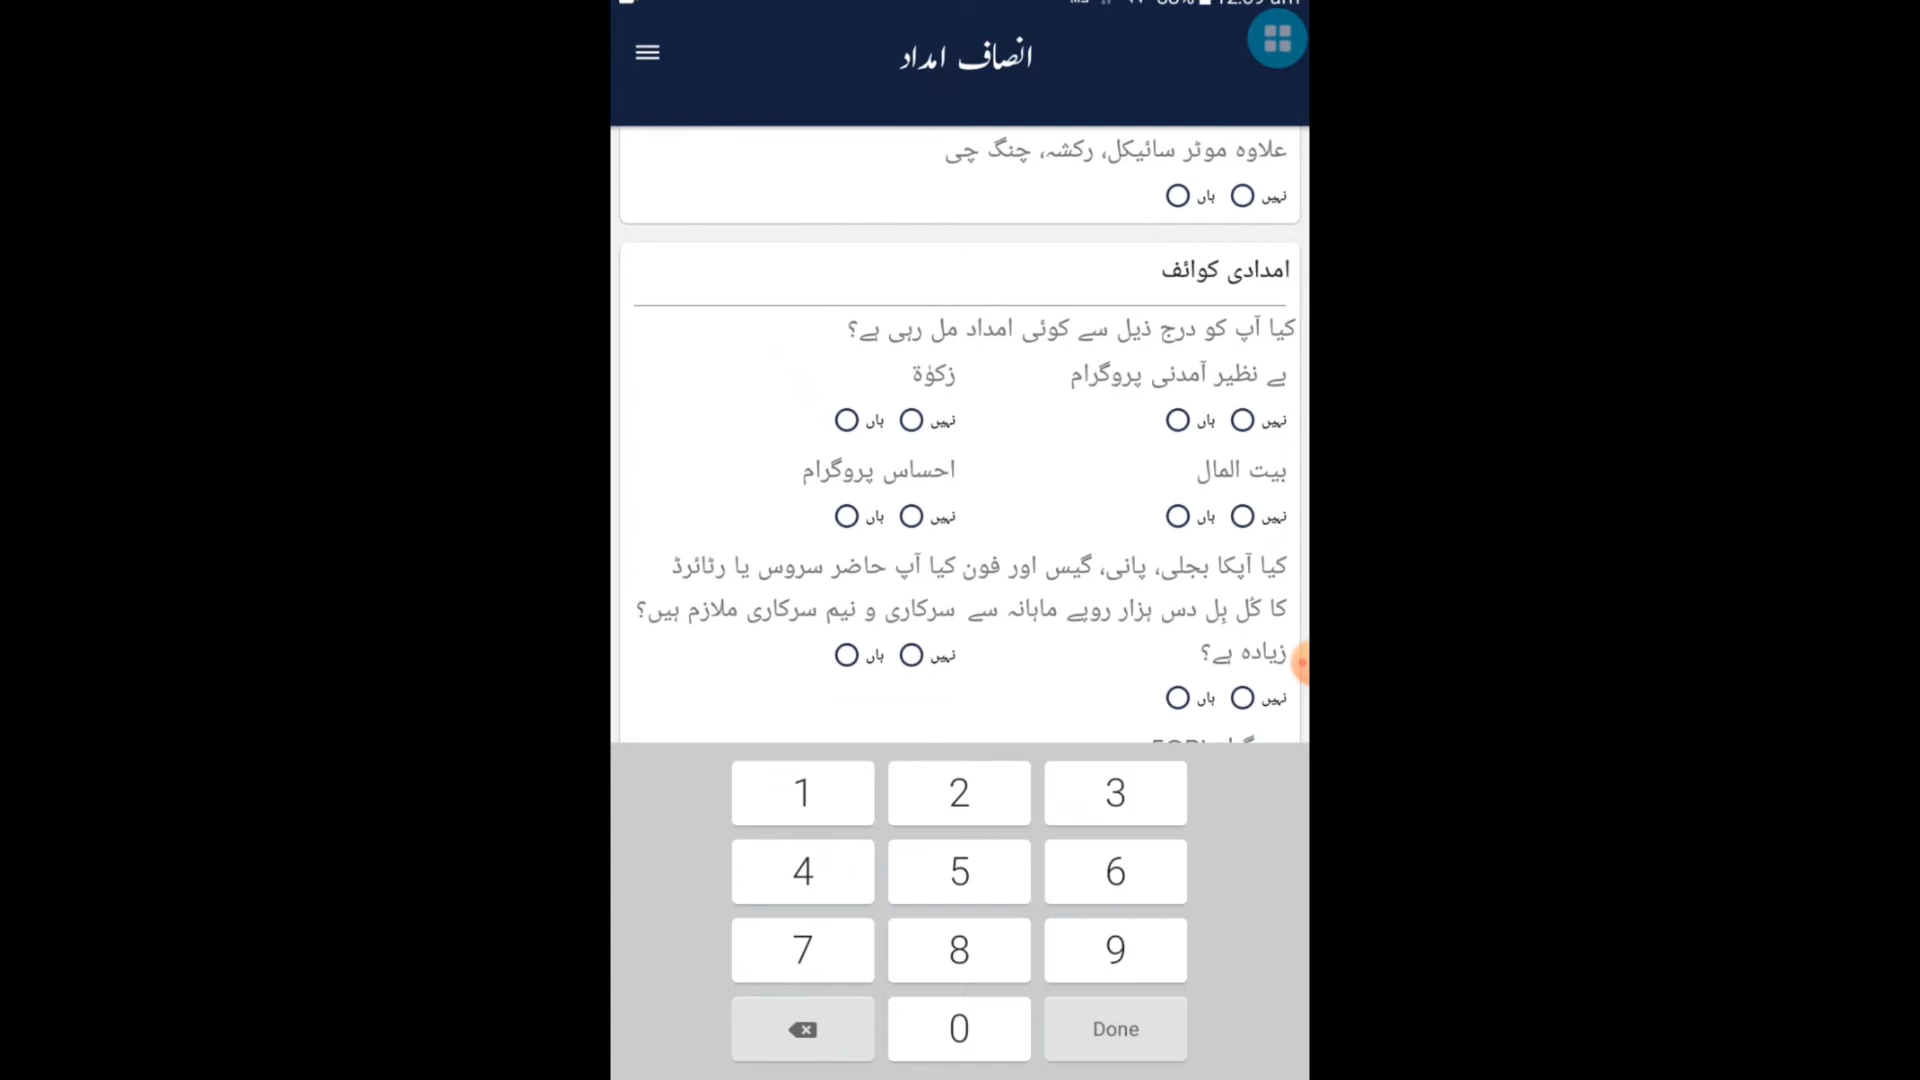 انصاف امداد
علاوہ موٹر سائیکل، رکشہ، چنگ چی
نہیں ہاں
امدادی کوائف
کیا آپ کو درج ذیل سے کوئی امداد مل رہی ہے؟
بے نظیر آمدنی پروگرام
نہیں ہاں
زکوٰۃ
نہیں ہاں
بیت المال
نہیں ہاں
احساس پروگرام
نہیں ہاں
کیا آپکا بجلی، پانی، گیس اور فون
کا کُل بِل دس ہزار روپے ماہانہ سے
زیادہ ہے؟
نہیں ہاں
کیا آپ حاضر سروس یا رٹائرڈ
سرکاری و نیم سرکاری ملازم ہیں؟
نہیں ہاں
1 2 3
4 5 6
7 8 9
0 Done